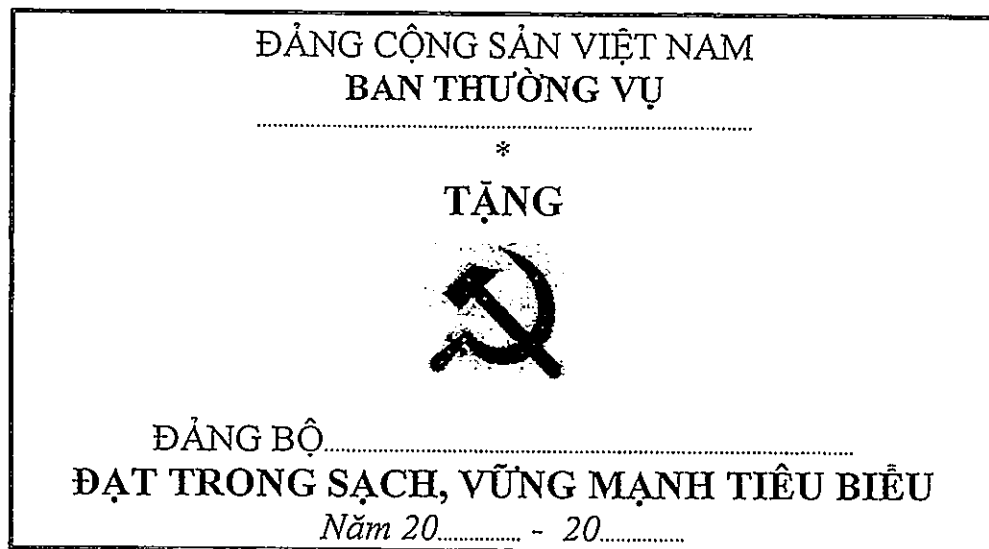 ĐẢNG CỘNG SẢN VIỆT NAM
BAN THƯỜNG VỤ
................................................................
*
TẶNG
ĐẢNG BỘ................................................................
ĐẠT TRONG SẠCH, VỮNG MẠNH TIÊU BIỂU
Năm 20............ - 20............